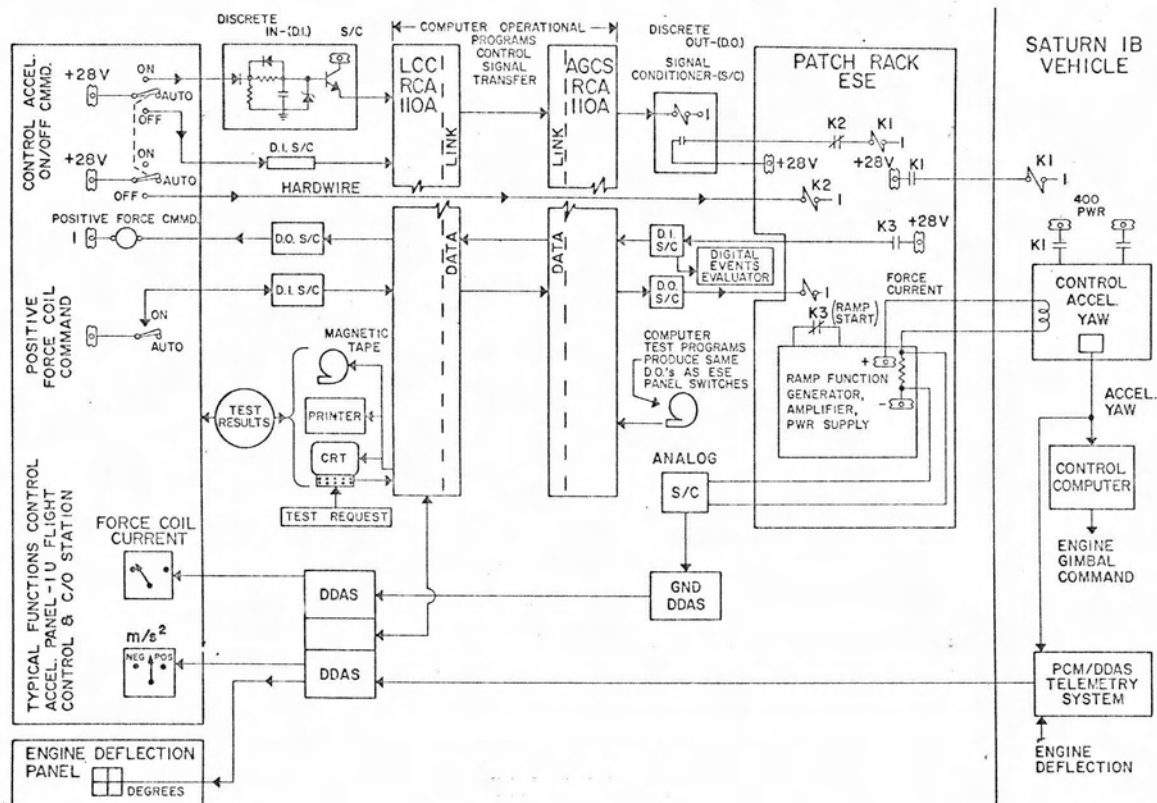 DISCRETE
IN-(D.I.) S/C
COMPUTER OPERATIONAL
PROGRAMS
CONTROL
SIGNAL
TRANSFER
DISCRETE
OUT-(D.O.)
SIGNAL
CONDITIONER-(S/C)
PATCH RACK
ESE
SATURN IB
VEHICLE
CONTROL ACCEL.
ON/OFF CMMD.
+28V
ON
AUTO
OFF
+28V
ON
AUTO
OFF
D.I. S/C
HARDWIRE
LCC
RCA
110A
LINK
AGCS
RCA
110A
LINK
I
+28V
K2
K1
I
+28V
K1
K2
I
K1
I
400
PWR
K1
POSITIVE FORCE CMMD.
I
D.O. S/C
DATA
DATA
D.I.
S/C
K3
+28V
DIGITAL
EVENTS
EVALUATOR
D.I. S/C
D.O.
S/C
I
POSITIVE
FORCE COIL
COMMAND
ON
AUTO
FORCE
CURRENT
CONTROL
ACCEL.
YAW
K3
(RAMP
START)
MAGNETIC
TAPE
COMPUTER
TEST PROGRAMS
PRODUCE SAME
D.O.'s AS ESE
PANEL SWITCHES
+
-
RAMP FUNCTION
GENERATOR,
AMPLIFIER,
PWR SUPPLY
TEST
RESULTS
PRINTER
CRT
TEST REQUEST
ACCEL.
YAW
ANALOG
S/C
CONTROL
COMPUTER
ENGINE
GIMBAL
COMMAND
TYPICAL FUNCTIONS CONTROL
ACCEL. PANEL-IU FLIGHT
CONTROL & C/O STATION
FORCE COIL
CURRENT
DDAS
GND
DDAS
m/s²
NEG POS
DDAS
PCM/DDAS
TELEMETRY
SYSTEM
ENGINE DEFLECTION
PANEL
DEGREES
ENGINE
DEFLECTION